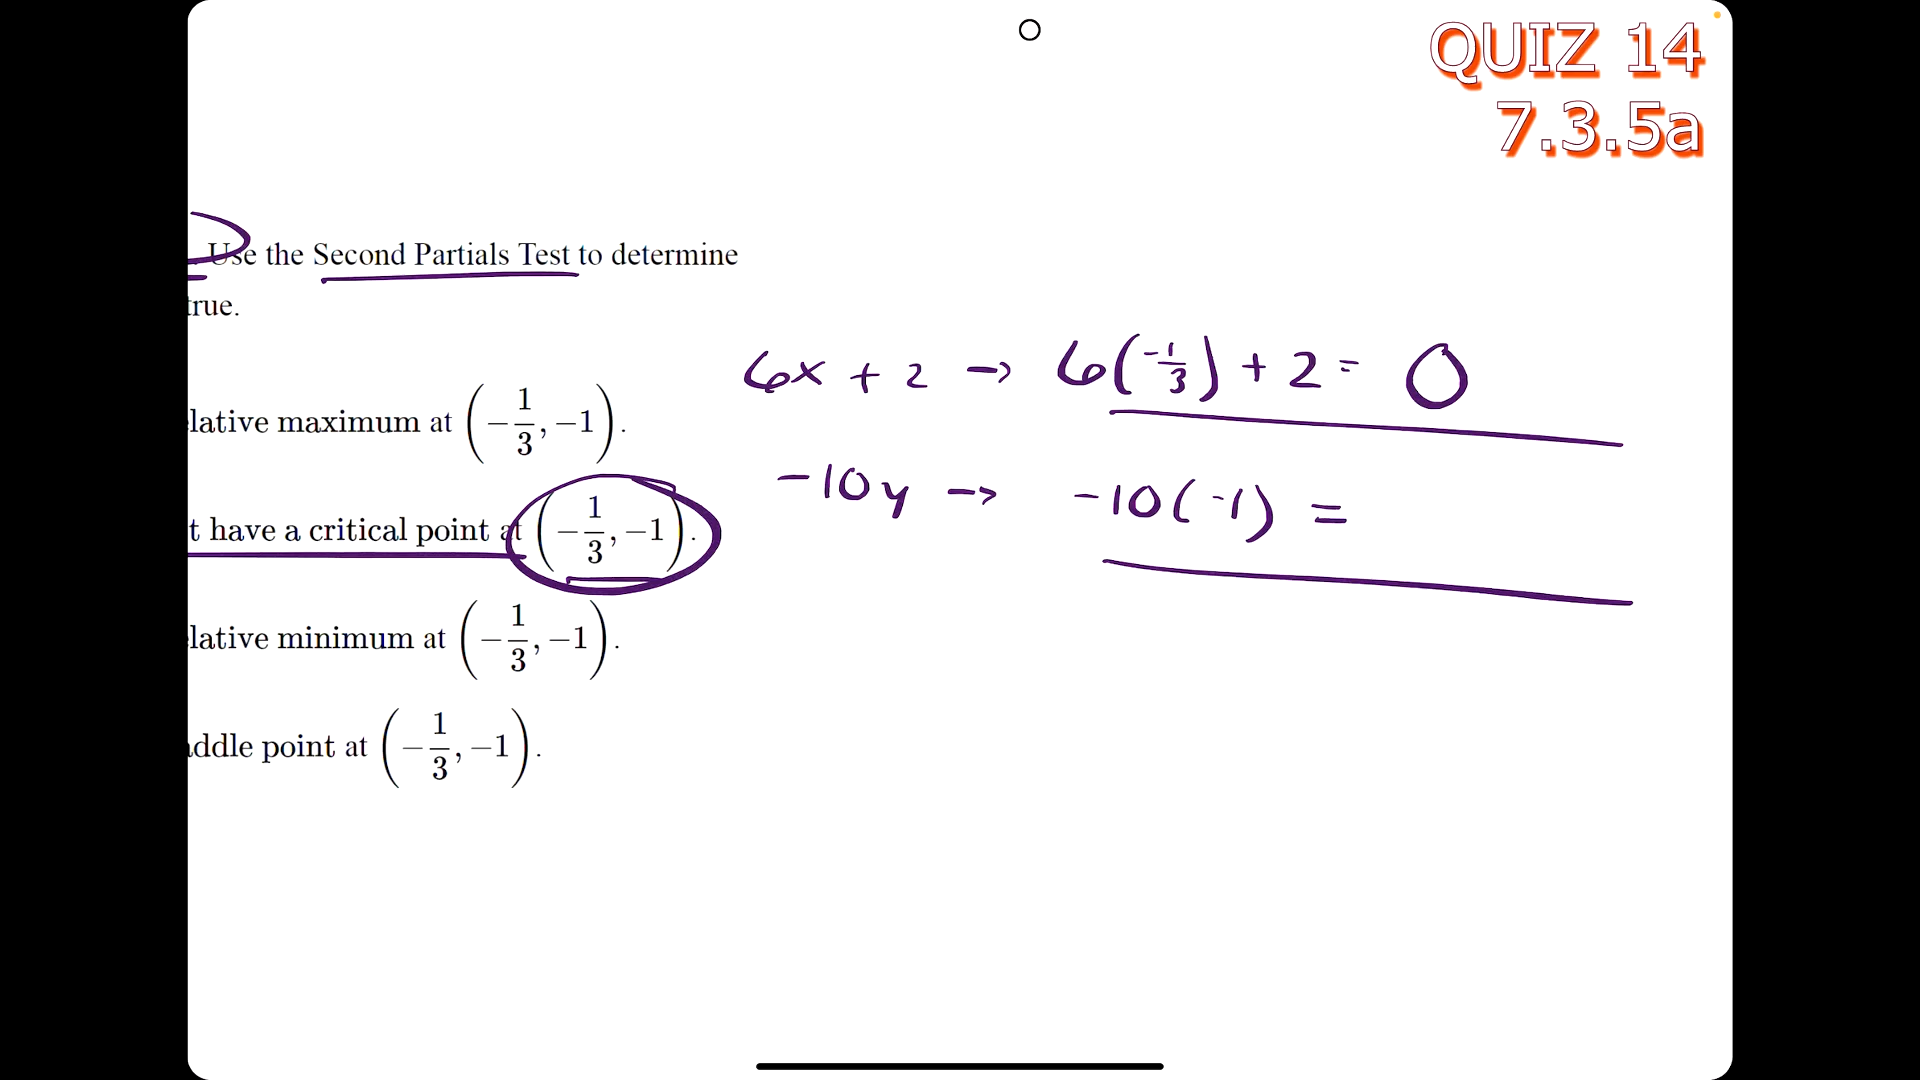 QUIZ 14
7.3.5a
Use the Second Partials Test to determine
true.
lative maximum at (-1/3, -1).
6x + 2 → 6(-1/3) + 2 = 0
t have a critical point at (-1/3, -1).
-10y → -10(-1) =
lative minimum at (-1/3, -1).
ddle point at (-1/3, -1).